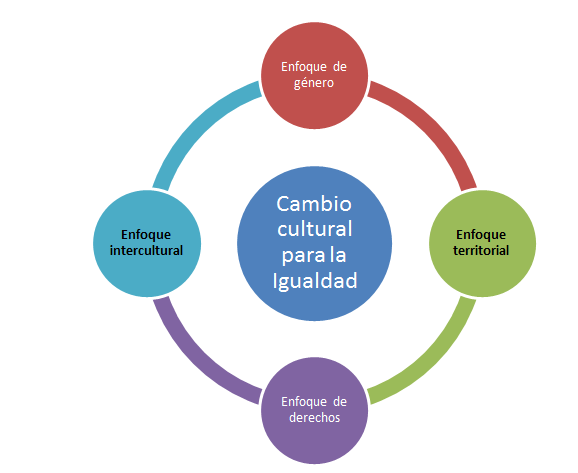 Enfoque de
género
Cambio
cultural
para la
Igualdad
Enfoque
intercultural
Enfoque
territorial
Enfoque de
derechos